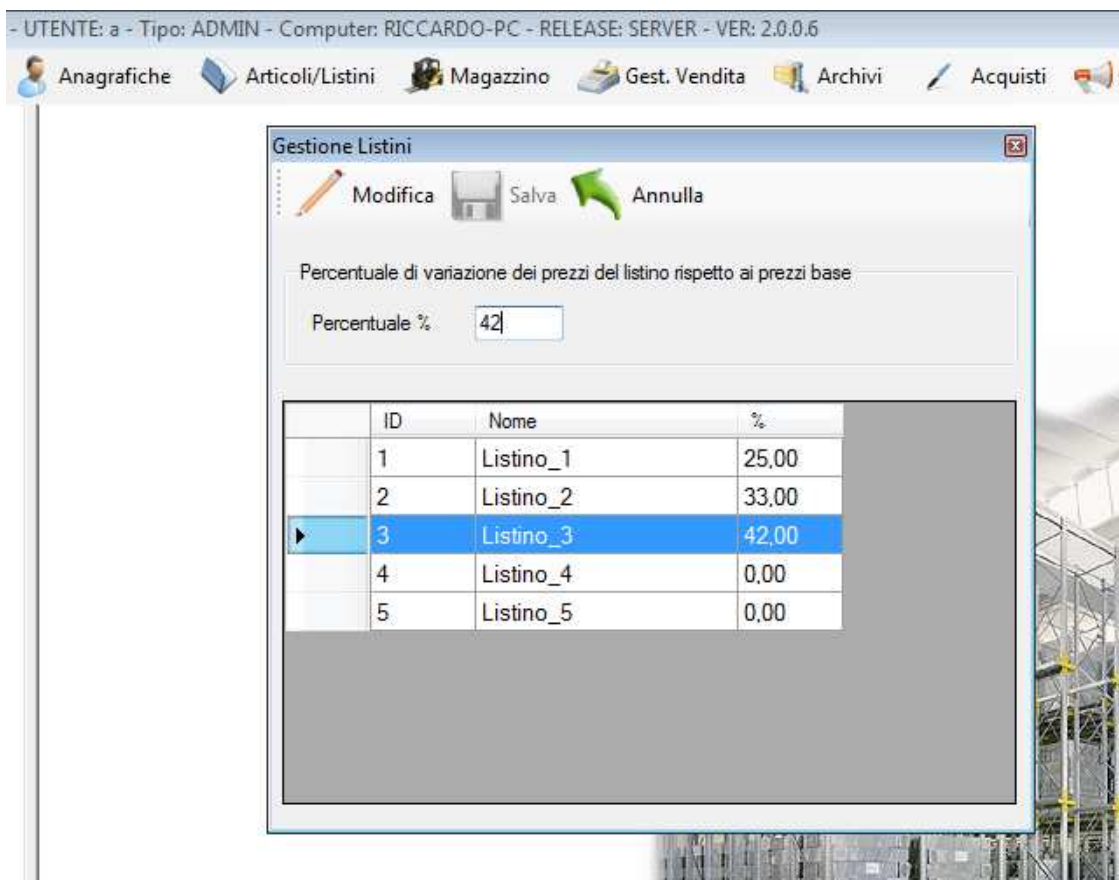 - UTENTE: a - Tipo: ADMIN - Computer: RICCARDO-PC - RELEASE: SERVER - VER: 2.0.0.6
Anagrafiche Articoli/Listini Magazzino Gest. Vendita Archivi Acquisti
Gestione Listini
Modifica Salva Annulla
Percentuale di variazione dei prezzi del listino rispetto ai prezzi base
Percentuale % 42
ID Nome %
1 Listino_1 25,00
2 Listino_2 33,00
3 Listino_3 42,00
4 Listino_4 0,00
5 Listino_5 0,00